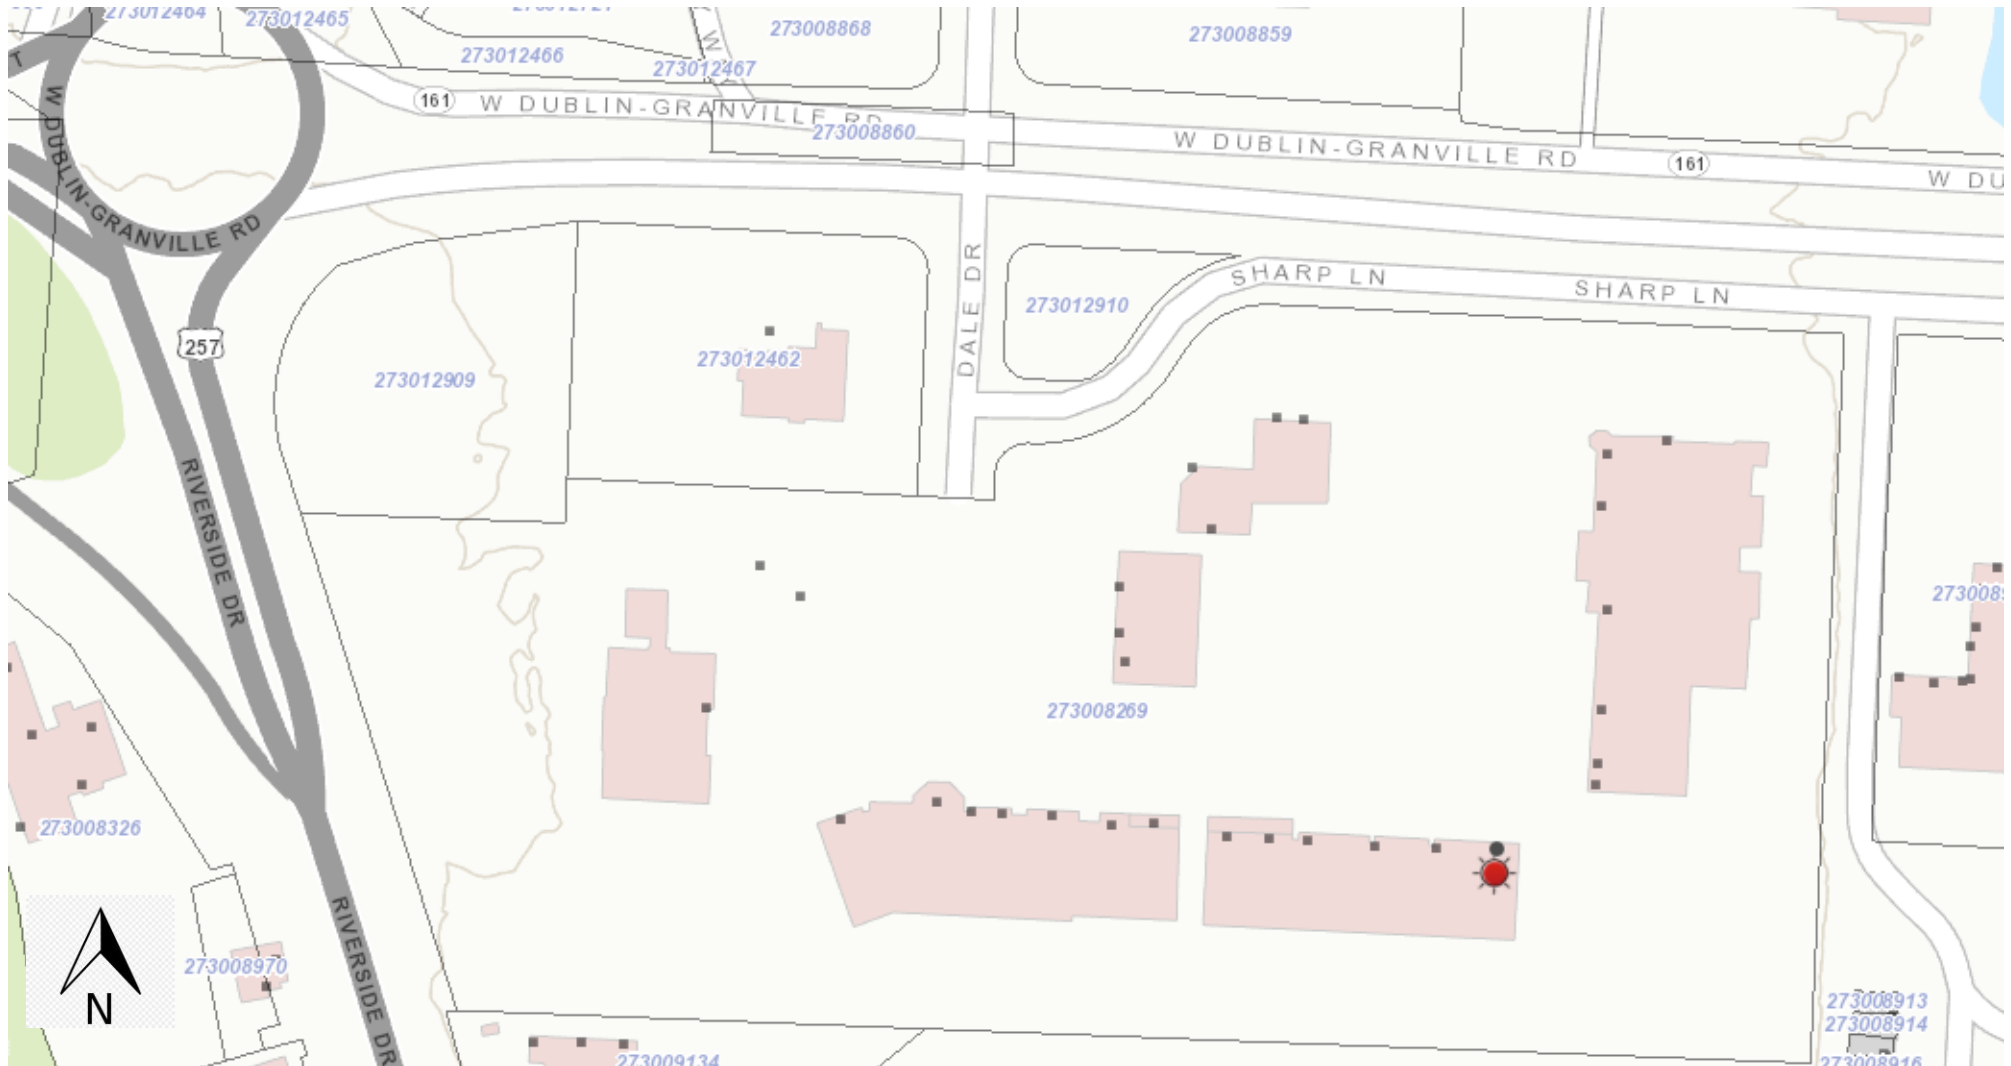 273012464
273012465
273008868
273008859
273012466
273012467
W
T
161
W DUBLIN-GRANVILLE RD
273008860
W DUBLIN-GRANVILLE RD
161
W DU
W DUBLIN-GRANVILLE RD
SHARP LN
SHARP LN
DALE DR
273012910
257
273012462
273012909
RIVERSIDE DR
273008269
273008326
RIVERSIDE DR
273008970
N
273008913
273008914
273009134
273008916